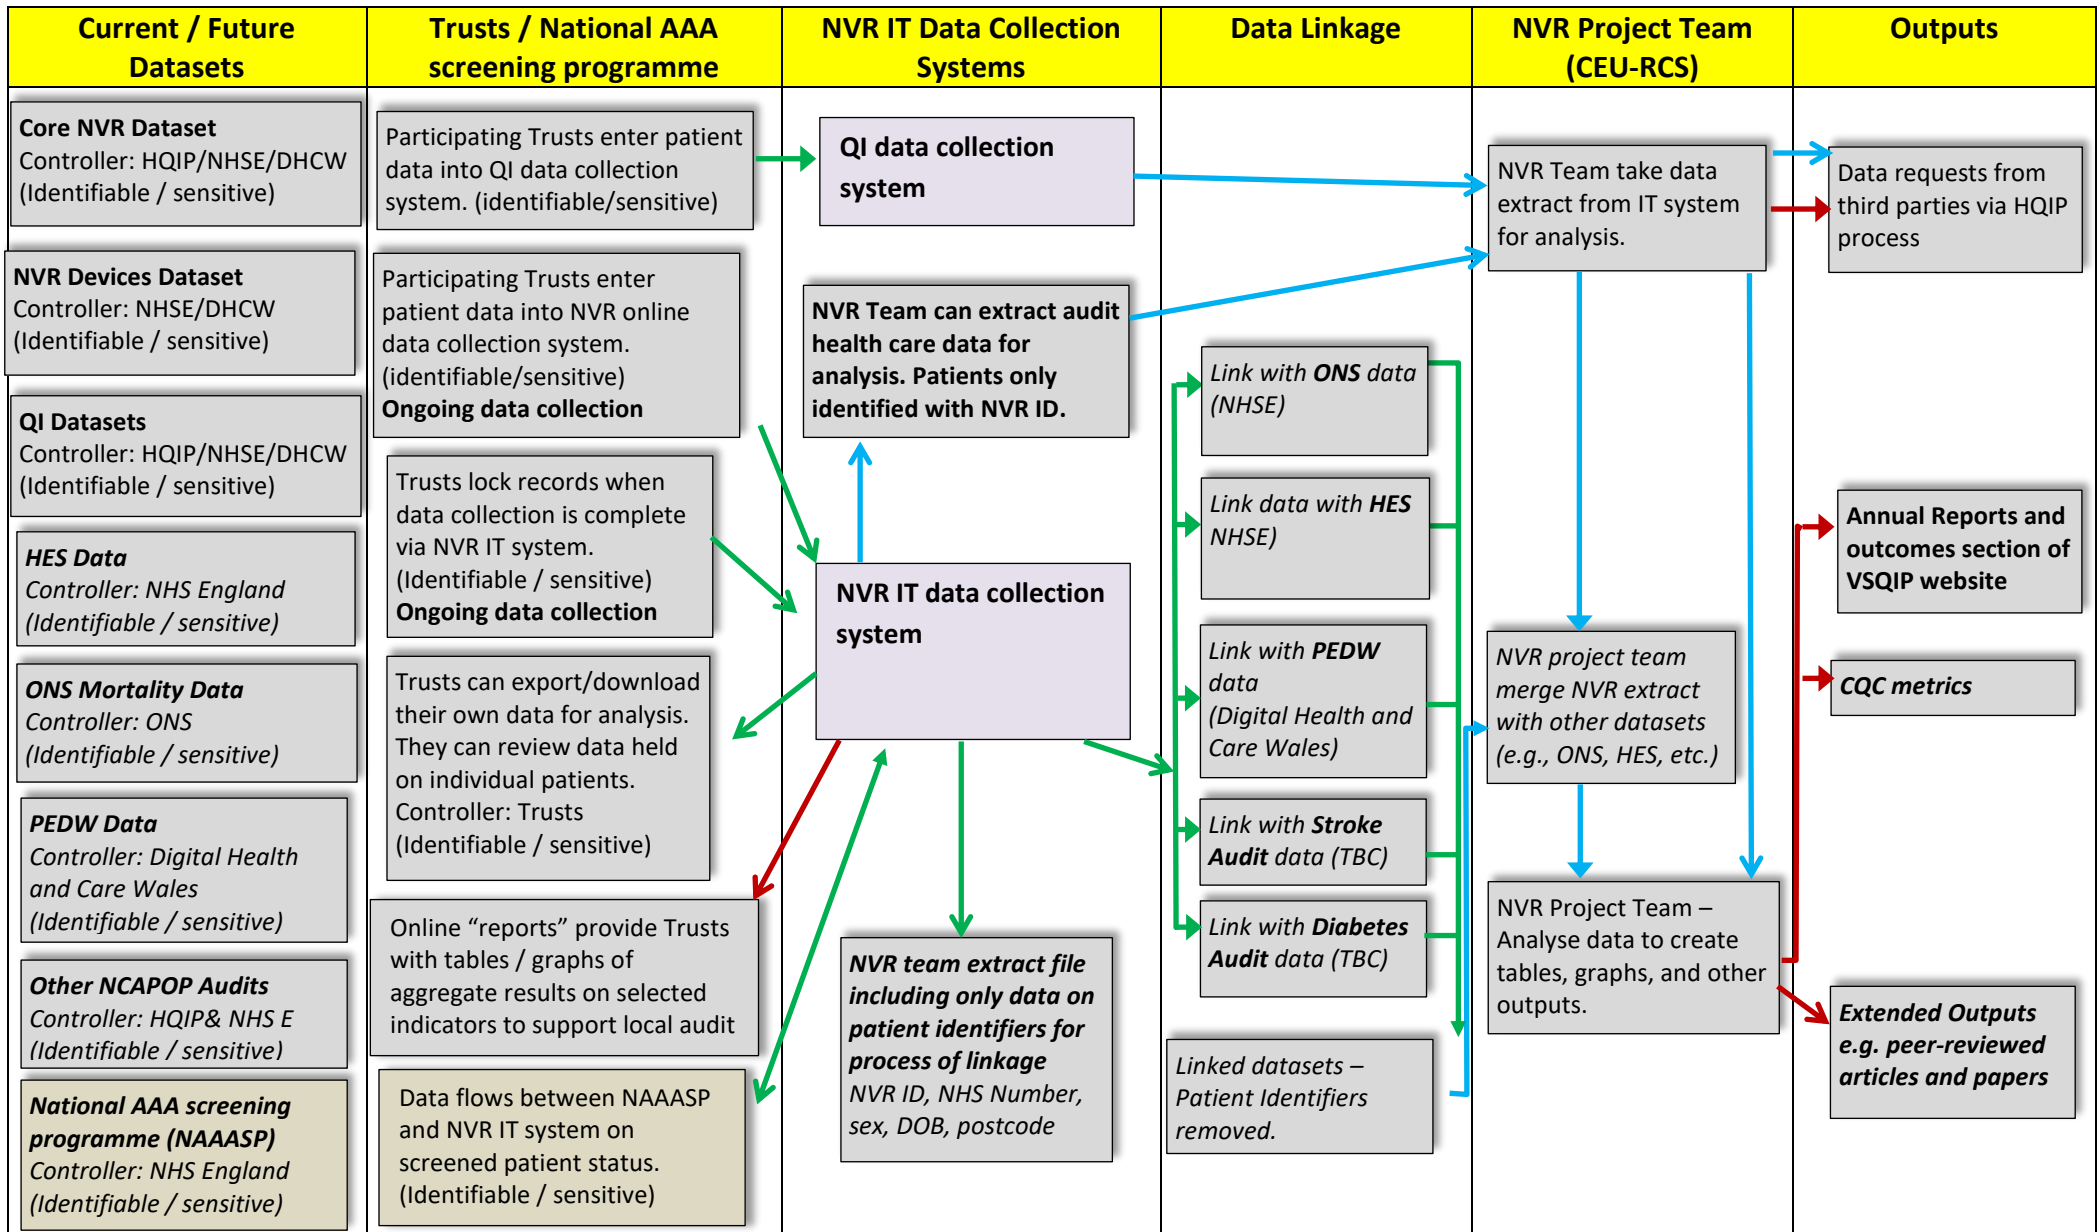 Current / Future
Datasets
Trusts / National AAA
screening programme
NVR IT Data Collection
Systems
Data Linkage
NVR Project Team
(CEU-RCS)
Outputs
Core NVR Dataset
Controller: HQIP/NHSE/DHCW
(Identifiable / sensitive)
NVR Devices Dataset
Controller: NHSE/DHCW
(Identifiable / sensitive)
QI Datasets
Controller: HQIP/NHSE/DHCW
(Identifiable / sensitive)
HES Data
Controller: NHS England
(Identifiable / sensitive)
ONS Mortality Data
Controller: ONS
(Identifiable / sensitive)
PEDW Data
Controller: Digital Health
and Care Wales
(Identifiable / sensitive)
Other NCAPOP Audits
Controller: HQIP& NHS E
(Identifiable / sensitive)
National AAA screening
programme (NAAASP)
Controller: NHS England
(Identifiable / sensitive)
Participating Trusts enter patient
data into QI data collection
system. (identifiable/sensitive)
Participating Trusts enter
patient data into NVR online
data collection system.
(identifiable/sensitive)
Ongoing data collection
Trusts lock records when
data collection is complete
via NVR IT system.
(Identifiable / sensitive)
Ongoing data collection
Trusts can export/download
their own data for analysis.
They can review data held
on individual patients.
Controller: Trusts
(Identifiable / sensitive)
Online “reports” provide Trusts
with tables / graphs of
aggregate results on selected
indicators to support local audit
Data flows between NAAASP
and NVR IT system on
screened patient status.
(Identifiable / sensitive)
QI data collection
system
NVR Team can extract audit
health care data for
analysis. Patients only
identified with NVR ID.
NVR IT data collection
system
NVR team extract file
including only data on
patient identifiers for
process of linkage
NVR ID, NHS Number,
sex, DOB, postcode
Link with ONS data
(NHSE)
Link data with HES
NHSE)
Link with PEDW
data
(Digital Health and
Care Wales)
Link with Stroke
Audit data (TBC)
Link with Diabetes
Audit data (TBC)
Linked datasets –
Patient Identifiers
removed.
NVR Team take data
extract from IT system
for analysis.
NVR project team
merge NVR extract
with other datasets
(e.g., ONS, HES, etc.)
NVR Project Team –
Analyse data to create
tables, graphs, and other
outputs.
Data requests from
third parties via HQIP
process
Annual Reports and
outcomes section of
VSQIP website
CQC metrics
Extended Outputs
e.g. peer-reviewed
articles and papers